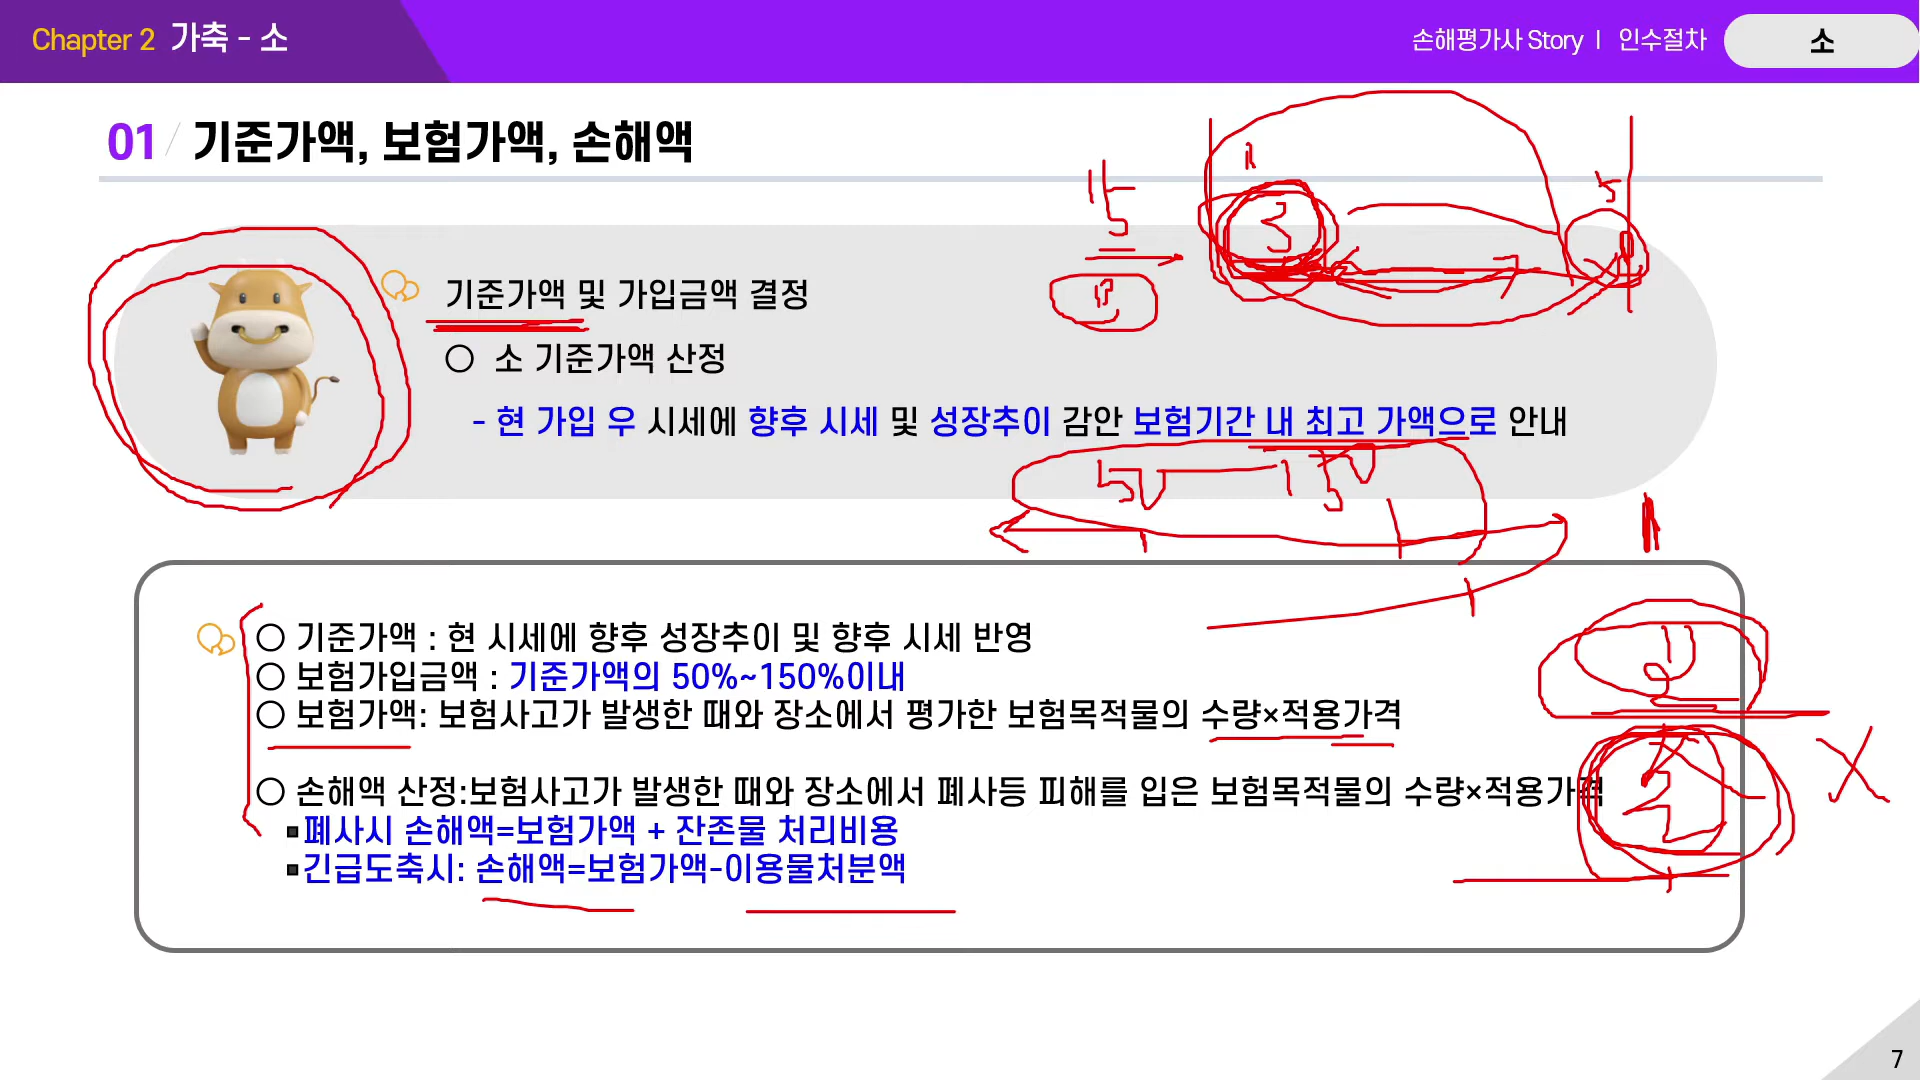 Chapter 2 가축 - 소
손해평가사 Story ㅣ 인수절차
소
01 / 기준가액, 보험가액, 손해액
기준가액 및 가입금액 결정
○ 소 기준가액 산정
- 현 가입 우 시세에 향후 시세 및 성장추이 감안 보험기간 내 최고 가액으로 안내
50 150
○ 기준가액 : 현 시세에 향후 성장추이 및 향후 시세 반영
○ 보험가입금액 : 기준가액의 50%~150%이내
○ 보험가액: 보험사고가 발생한 때와 장소에서 평가한 보험목적물의 수량×적용가격
○ 손해액 산정:보험사고가 발생한 때와 장소에서 폐사등 피해를 입은 보험목적물의 수량×적용가격
▪폐사시 손해액=보험가액 + 잔존물 처리비용
▪긴급도축시: 손해액=보험가액-이용물처분액
7